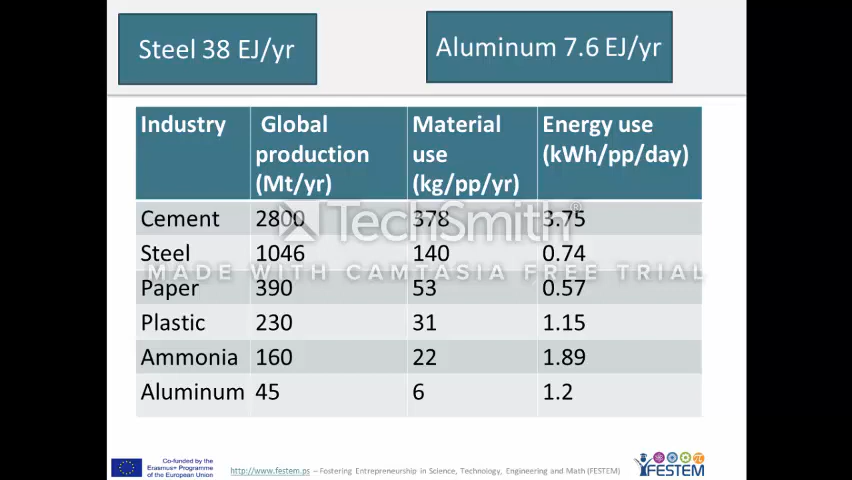 Steel 38 EJ/yr
Aluminum 7.6 EJ/yr
Industry Global production (Mt/yr) Material use (kg/pp/yr) Energy use (kWh/pp/day)
Cement 2800 378 3.75
Steel 1046 140 0.74
Paper 390 53 0.57
Plastic 230 31 1.15
Ammonia 160 22 1.89
Aluminum 45 6 1.2
TechSmith®
MADE WITH CAMTASIA FREE TRIAL
Co-funded by the
Erasmus+ Programme
of the European Union
http://www.festem.ps – Fostering Entrepreneurship in Science, Technology, Engineering and Math (FESTEM)
FESTEM